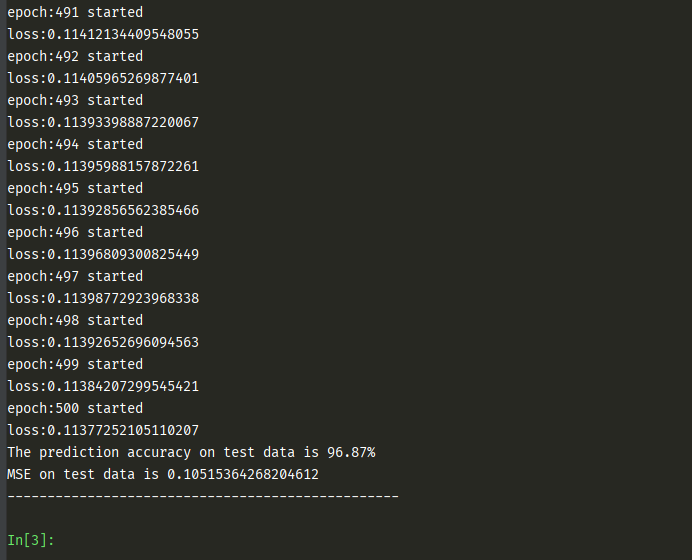 epoch:491 started
loss:0.11412134409548055
epoch:492 started
loss:0.11405965269877401
epoch:493 started
loss:0.11393398887220067
epoch:494 started
loss:0.11395988157872261
epoch:495 started
loss:0.11392856562385466
epoch:496 started
loss:0.11396809300825449
epoch:497 started
loss:0.11398772923968338
epoch:498 started
loss:0.11392652696094563
epoch:499 started
loss:0.11384207299545421
epoch:500 started
loss:0.11377252105110207
The prediction accuracy on test data is 96.87%
MSE on test data is 0.10515364268204612
-------------------------------------------------
In[3]: